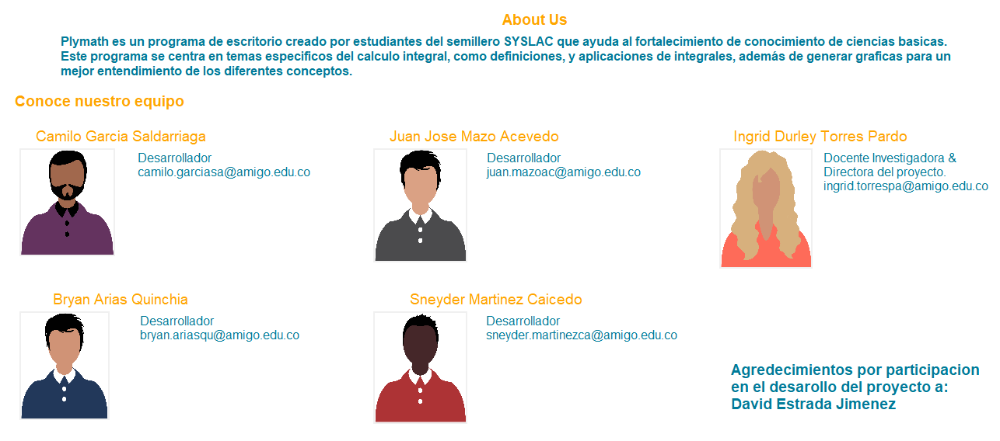 About Us
Plymath es un programa de escritorio creado por estudiantes del semillero SYSLAC que ayuda al fortalecimiento de conocimiento de ciencias basicas.
Este programa se centra en temas especificos del calculo integral, como definiciones, y aplicaciones de integrales, además de generar graficas para un
mejor entendimiento de los diferentes conceptos.
Conoce nuestro equipo
Camilo Garcia Saldarriaga
Desarrollador
camilo.garciasa@amigo.edu.co
Juan Jose Mazo Acevedo
Desarrollador
juan.mazoac@amigo.edu.co
Ingrid Durley Torres Pardo
Docente Investigadora &
Directora del proyecto.
ingrid.torrespa@amigo.edu.co
Bryan Arias Quinchia
Desarrollador
bryan.ariasqu@amigo.edu.co
Sneyder Martinez Caicedo
Desarrollador
sneyder.martinezca@amigo.edu.co
Agredecimientos por participacion
en el desarollo del proyecto a:
David Estrada Jimenez